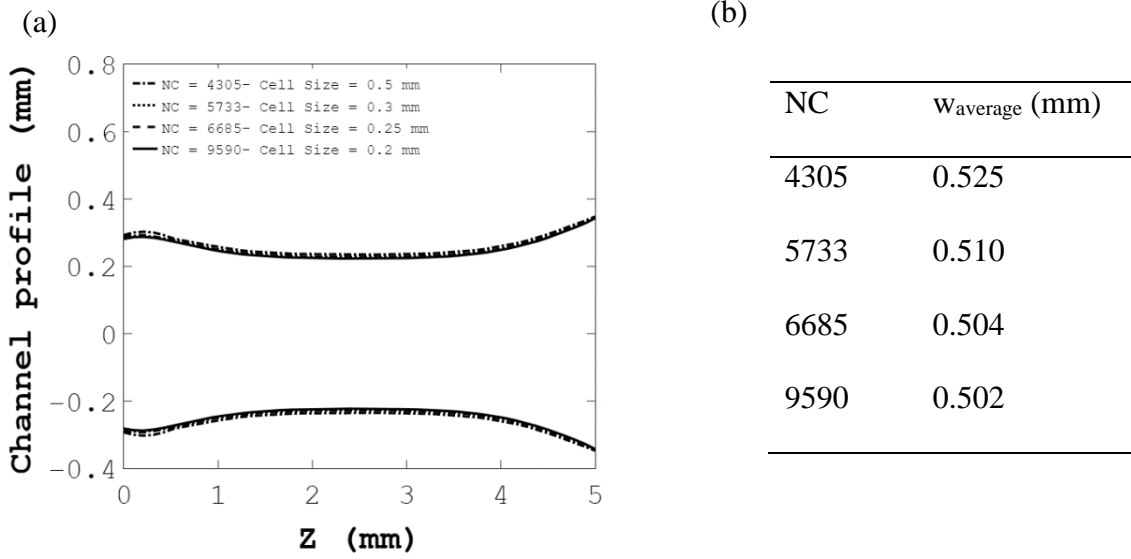 (a)
Channel profile (mm)
0.8
0.6
0.4
0.2
0
−0.2
−0.4
NC = 4305- Cell Size = 0.5 mm
NC = 5733- Cell Size = 0.3 mm
NC = 6685- Cell Size = 0.25 mm
NC = 9590- Cell Size = 0.2 mm
0 1 2 3 4 5
Z (mm)
(b)
NC waverage (mm)
4305 0.525
5733 0.510
6685 0.504
9590 0.502